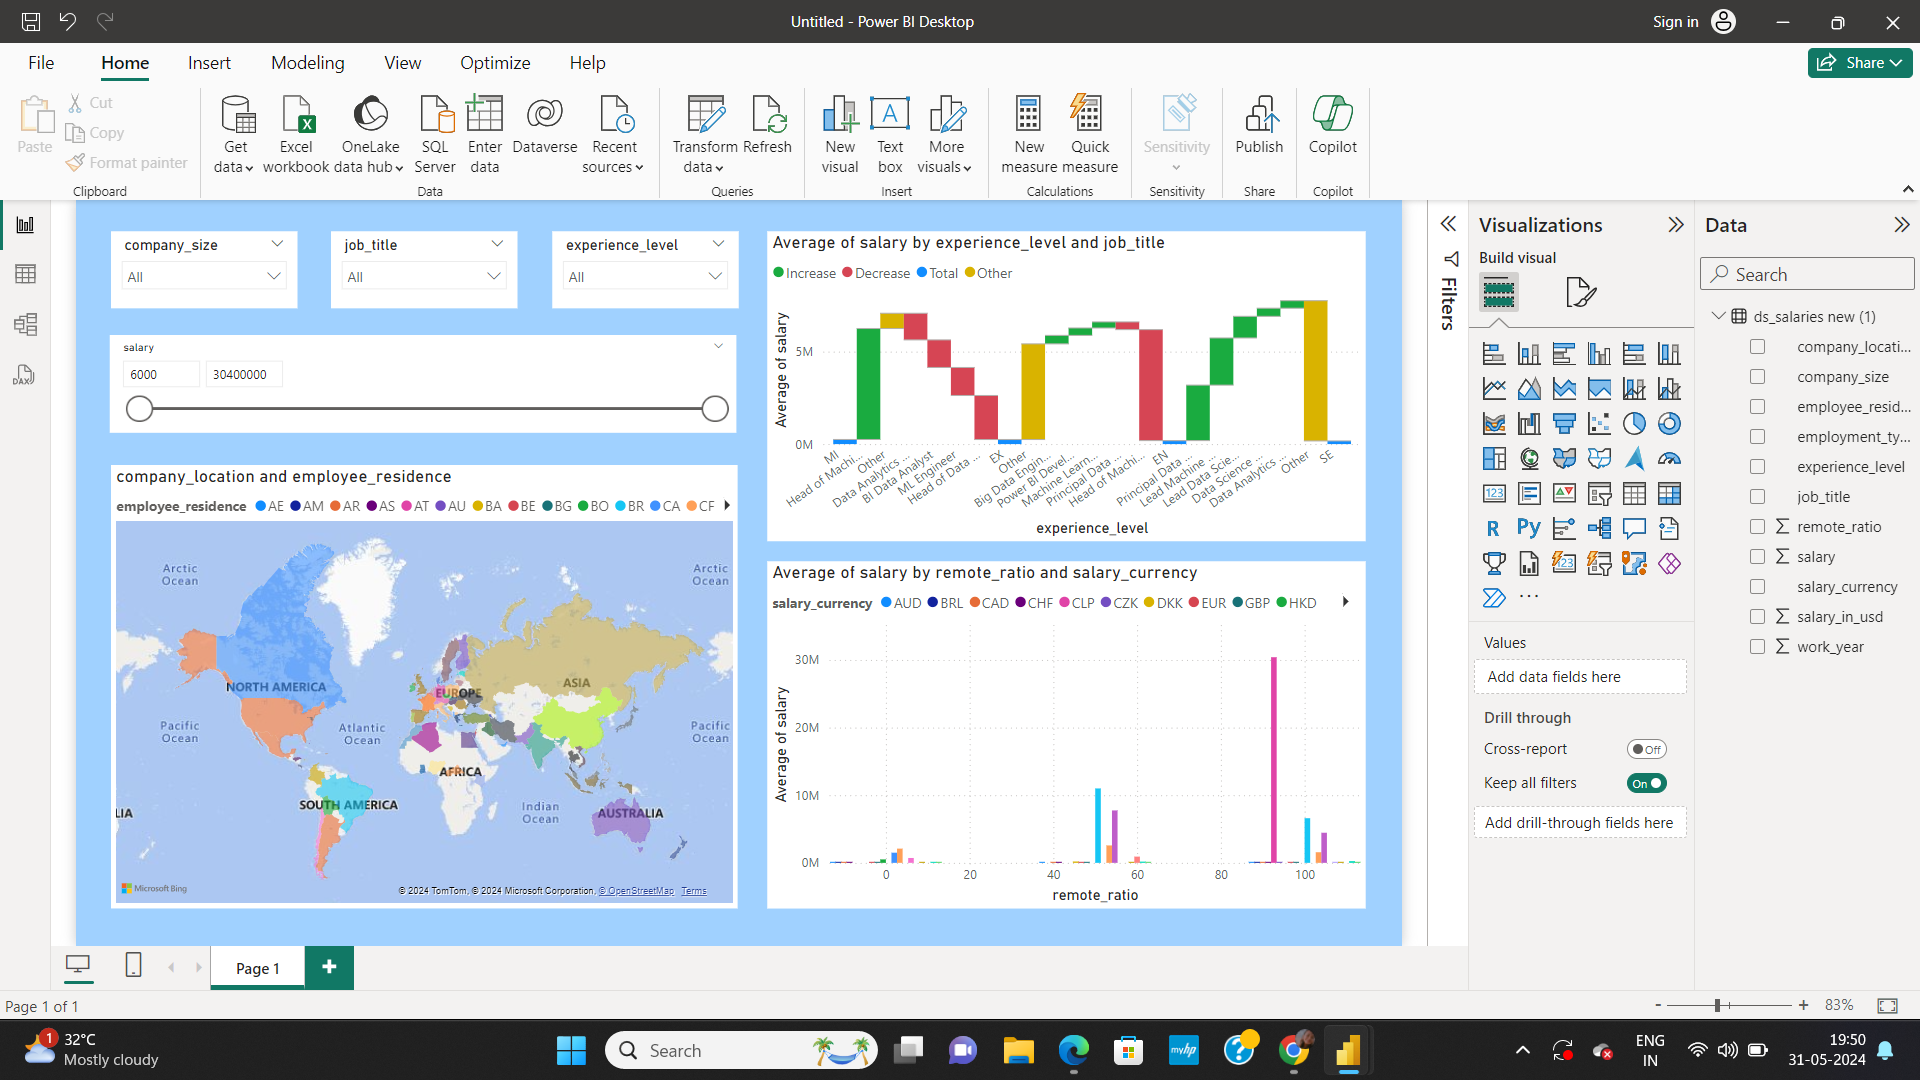 Untitled - Power BI Desktop
Sign in
File Home Insert Modeling View Optimize Help
Share
Paste
Cut
Copy
Format painter
Clipboard
Get data
Excel workbook
OneLake data hub
SQL Server
Enter data
Dataverse
Recent sources
Data
Transform data
Refresh
Queries
New visual
Text box
More visuals
Insert
New measure
Quick measure
Calculations
Sensitivity
Sensitivity
Publish
Share
Copilot
Copilot
company_size
All
job_title
All
experience_level
All
salary
6000 30400000
company_location and employee_residence
employee_residence AE AM AR AS AT AU BA BE BG BO BR CA CF
Arctic Ocean
Arctic Ocean
NORTH AMERICA
EUROPE
ASIA
Pacific Ocean
Atlantic Ocean
Pacific Ocean
AFRICA
SOUTH AMERICA
Indian Ocean
LIA
AUSTRALIA
Microsoft Bing
© 2024 TomTom, © 2024 Microsoft Corporation, © OpenStreetMap Terms
Average of salary by experience_level and job_title
Increase Decrease Total Other
Average of salary
5M
0M
MI
Head of Machi...
Other
Data Analytics ...
BI Data Analyst
ML Engineer
Head of Data ...
EX
Other
Big Data Engin...
Power BI Devel...
Machine Learn...
Principal Data ...
Head of Machi...
EN
Principal Data ...
Lead Machine ...
Lead Data Scie...
Data Science ...
Data Analytics ...
Other
SE
experience_level
Average of salary by remote_ratio and salary_currency
salary_currency AUD BRL CAD CHF CLP CZK DKK EUR GBP HKD
Average of salary
30M
20M
10M
0M
0 20 40 60 80 100
remote_ratio
Filters
Visualizations
Build visual
123
R Py
123
Values
Add data fields here
Drill through
Cross-report Off
Keep all filters On
Add drill-through fields here
Data
Search
ds_salaries new (1)
company_locati...
company_size
employee_resid...
employment_ty...
experience_level
job_title
remote_ratio
salary
salary_currency
salary_in_usd
work_year
Page 1
Page 1 of 1
- + 83%
1
32°C
Mostly cloudy
Search
myhp
ENG
IN
19:50
31-05-2024